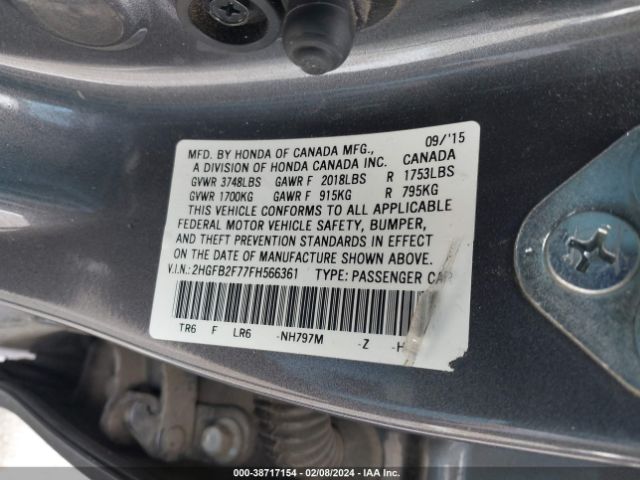 09/'15
MFD. BY HONDA OF CANADA MFG.,
A DIVISION OF HONDA CANADA INC. CANADA
GVWR 3748LBS GAWR F 2018LBS R 1753LBS
GVWR 1700KG GAWR F 915KG R 795KG
THIS VEHICLE CONFORMS TO ALL APPLICABLE
FEDERAL MOTOR VEHICLE SAFETY, BUMPER,
AND THEFT PREVENTION STANDARDS IN EFFECT
ON THE DATE OF MANUFACTURE SHOWN ABOVE.
V.I.N.: 2HGFB2F77FH566361 TYPE: PASSENGER CAR
TR6 F LR6 -NH797M -Z -H
000-38717154 - 02/08/2024 - IAA Inc.